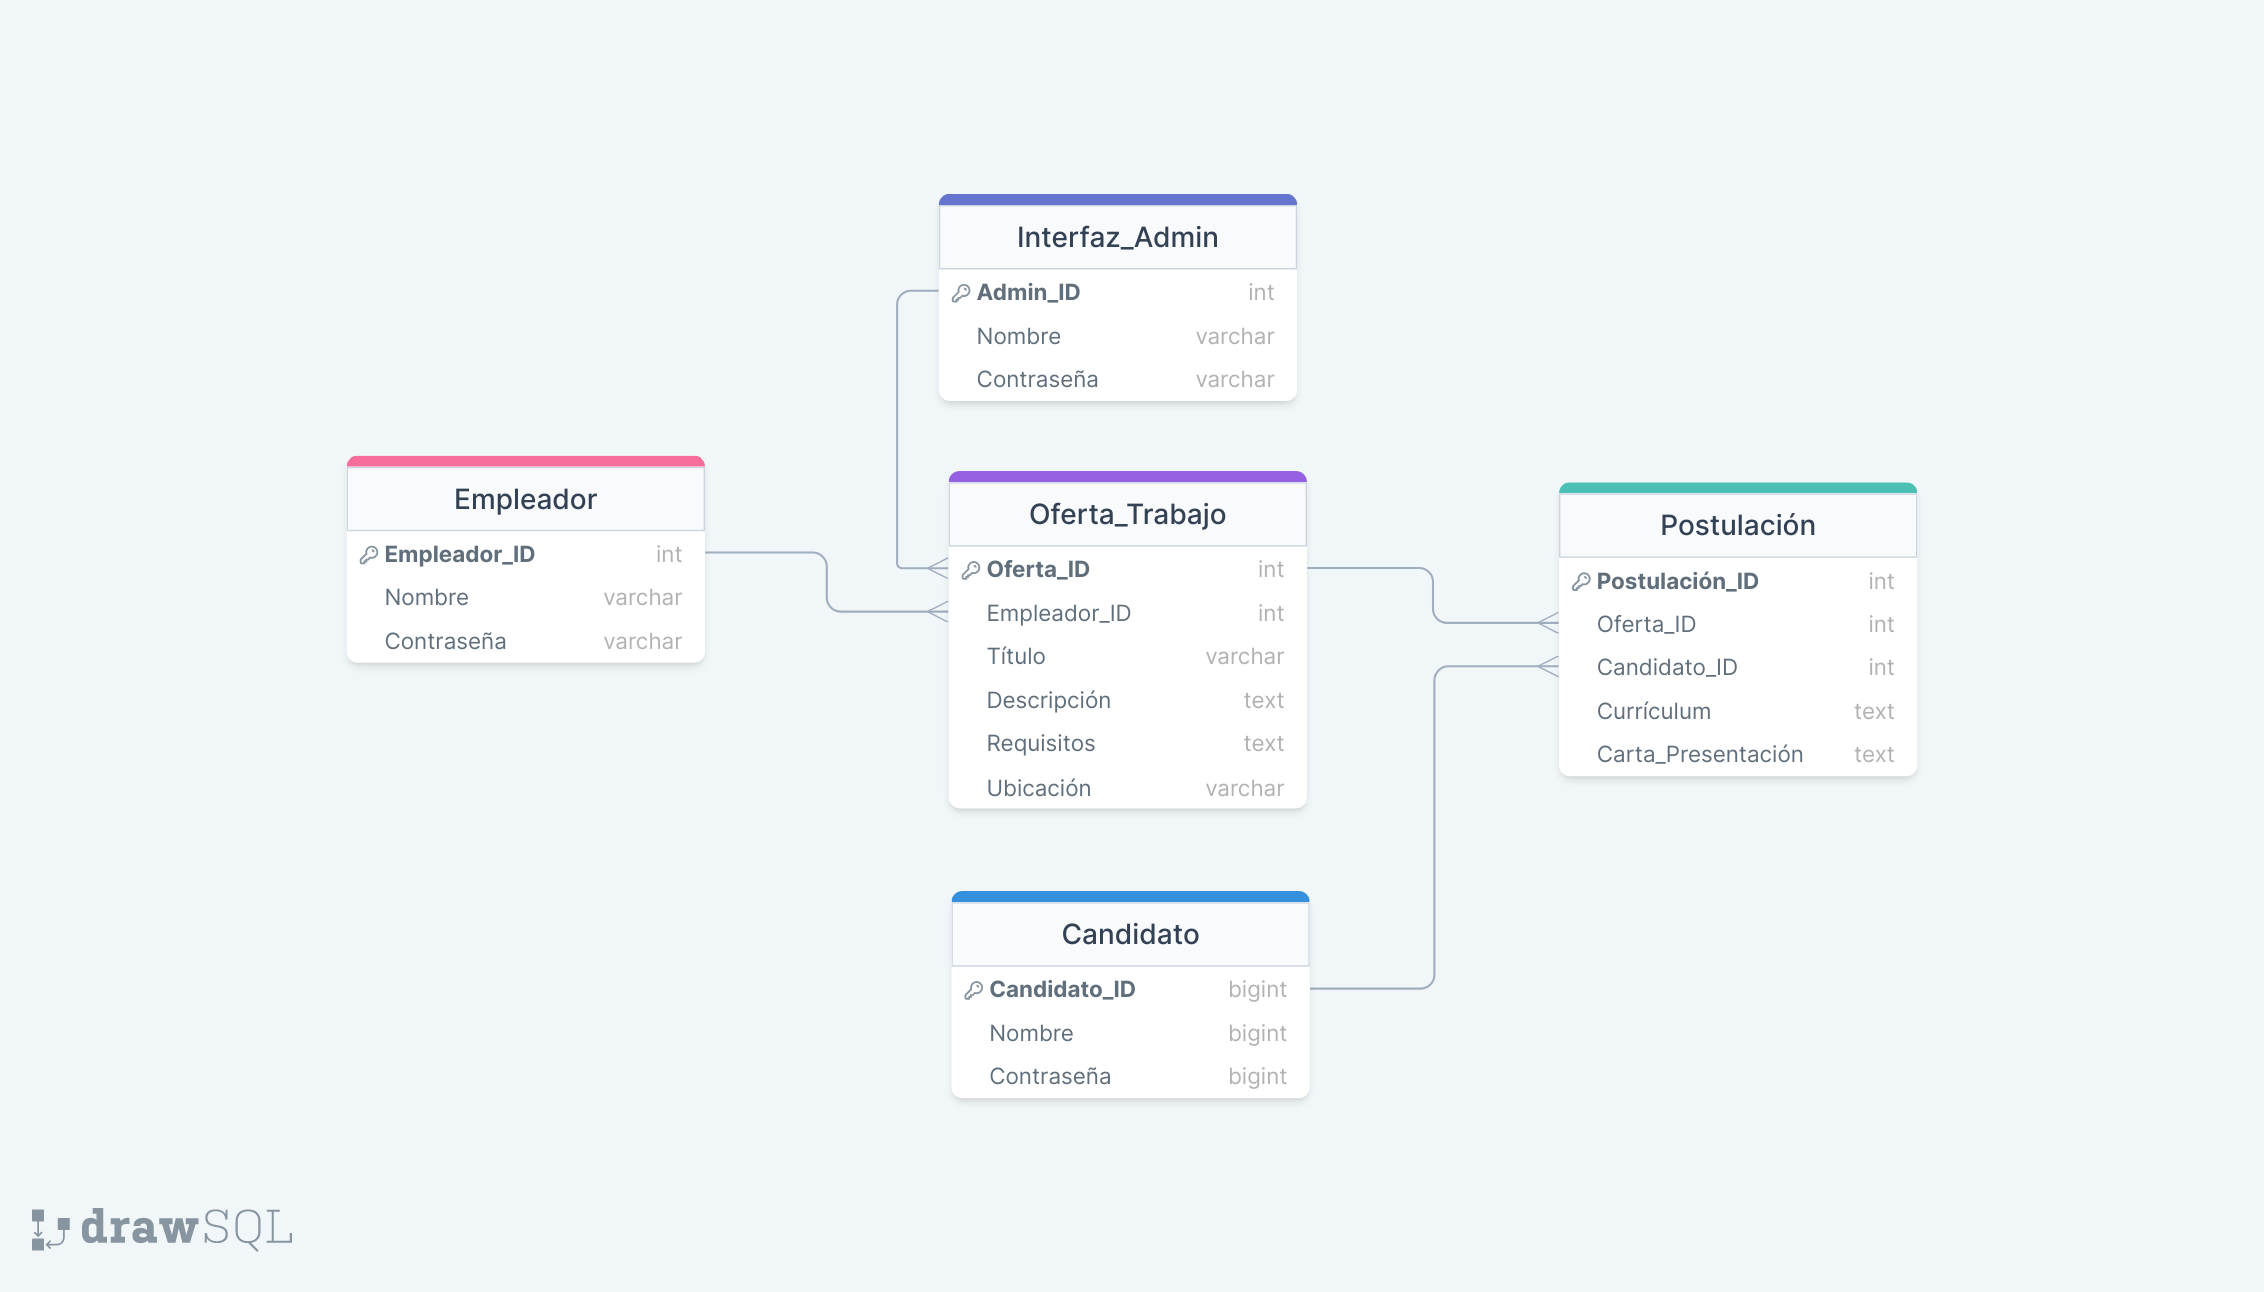 Interfaz_Admin
Admin_ID int
Nombre varchar
Contraseña varchar
Empleador
Empleador_ID int
Nombre varchar
Contraseña varchar
Oferta_Trabajo
Oferta_ID int
Empleador_ID int
Título varchar
Descripción text
Requisitos text
Ubicación varchar
Postulación
Postulación_ID int
Oferta_ID int
Candidato_ID int
Currículum text
Carta_Presentación text
Candidato
Candidato_ID bigint
Nombre bigint
Contraseña bigint
drawSQL